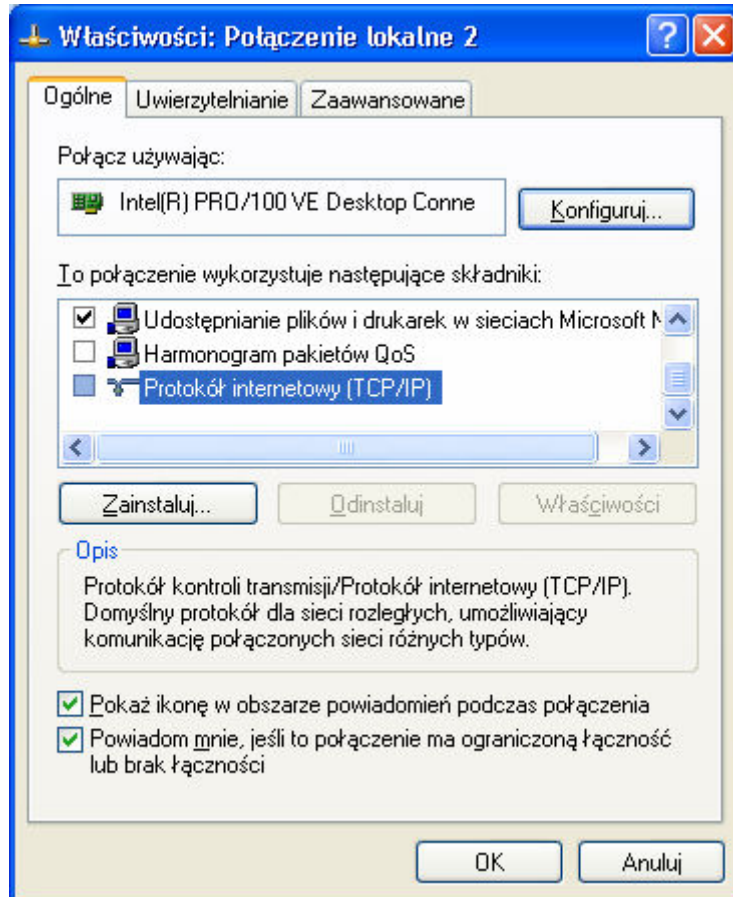 Właściwości: Połączenie lokalne 2
Ogólne
Uwierzytelnianie
Zaawansowane
Połącz używając:
Intel(R) PRO/100 VE Desktop Conne
Konfiguruj...
To połączenie wykorzystuje następujące składniki:
Udostępnianie plików i drukarek w sieciach Microsoft N
Harmonogram pakietów QoS
Protokół internetowy (TCP/IP)
Zainstaluj...
Odinstaluj
Właściwości
Opis
Protokół kontroli transmisji/Protokół internetowy (TCP/IP).
Domyślny protokół dla sieci rozległych, umożliwiający
komunikację połączonych sieci różnych typów.
Pokaż ikonę w obszarze powiadomień podczas połączenia
Powiadom mnie, jeśli to połączenie ma ograniczoną łączność
lub brak łączności
OK
Anuluj